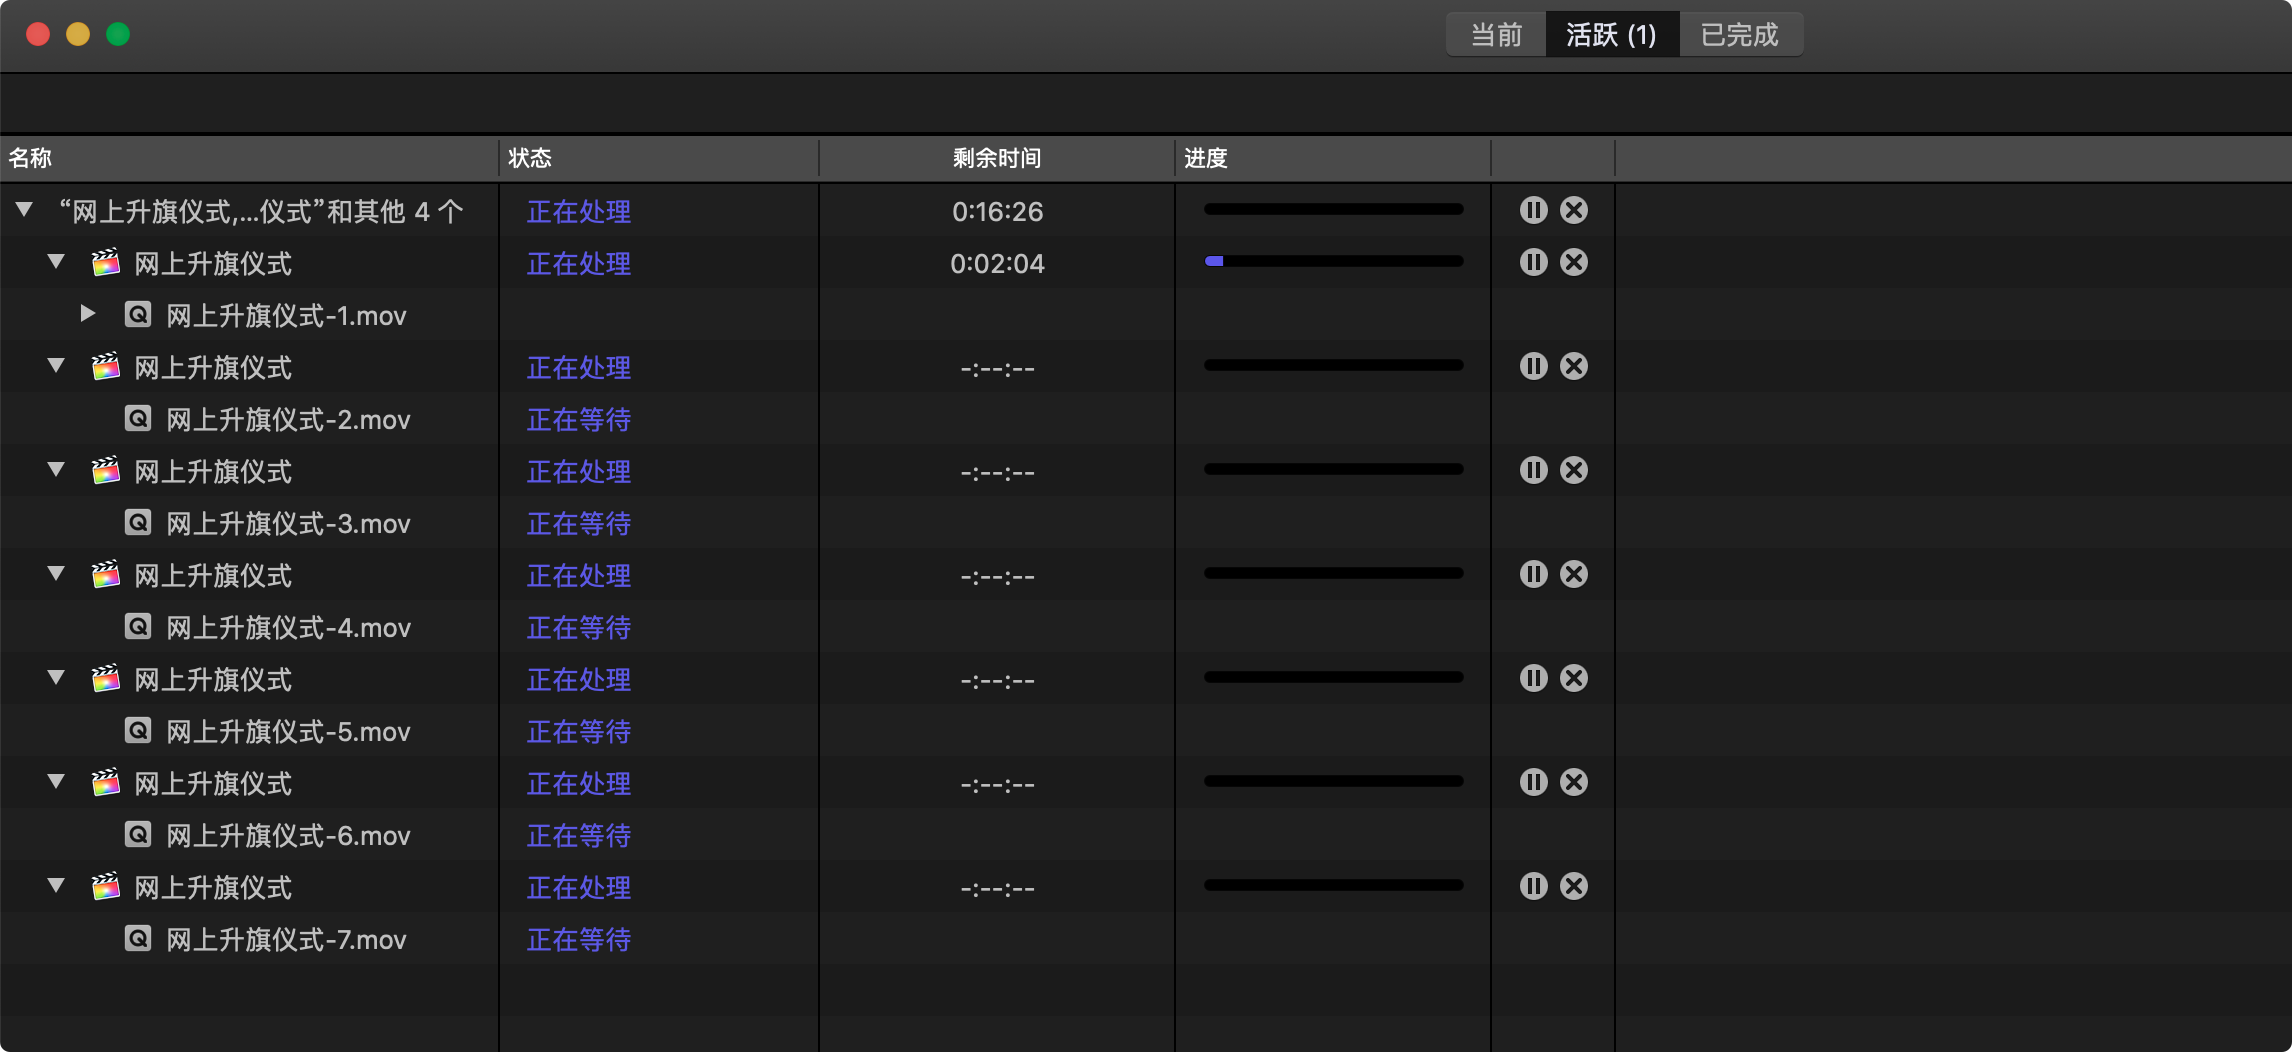 当前 活跃 (1) 已完成
名称 状态 剩余时间 进度
“网上升旗仪式,...仪式”和其他 4 个 正在处理 0:16:26
网上升旗仪式 正在处理 0:02:04
网上升旗仪式-1.mov
网上升旗仪式 正在处理 -:--:--
网上升旗仪式-2.mov 正在等待
网上升旗仪式 正在处理 -:--:--
网上升旗仪式-3.mov 正在等待
网上升旗仪式 正在处理 -:--:--
网上升旗仪式-4.mov 正在等待
网上升旗仪式 正在处理 -:--:--
网上升旗仪式-5.mov 正在等待
网上升旗仪式 正在处理 -:--:--
网上升旗仪式-6.mov 正在等待
网上升旗仪式 正在处理 -:--:--
网上升旗仪式-7.mov 正在等待